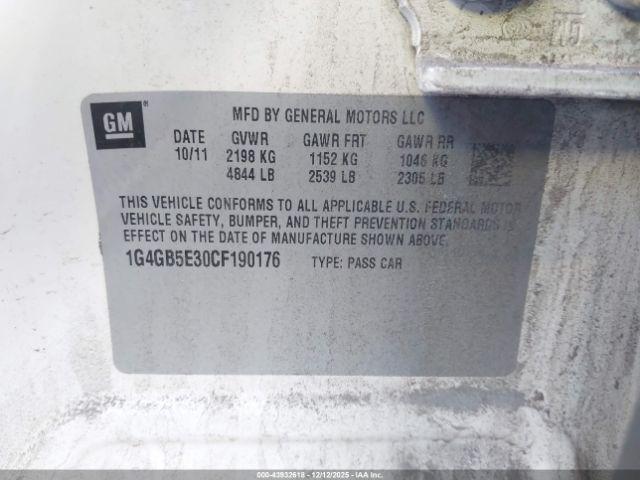 GM
MFD BY GENERAL MOTORS LLC
DATE GVWR GAWR FRT GAWR RR
10/11 2198 KG 1152 KG 1046 KG
4844 LB 2539 LB 2305 LB
THIS VEHICLE CONFORMS TO ALL APPLICABLE U.S. FEDERAL MOTOR
VEHICLE SAFETY, BUMPER, AND THEFT PREVENTION STANDARDS IN
EFFECT ON THE DATE OF MANUFACTURE SHOWN ABOVE.
1G4GB5E30CF190176 TYPE: PASS CAR
000-43932618 - 12/12/2025 - IAA